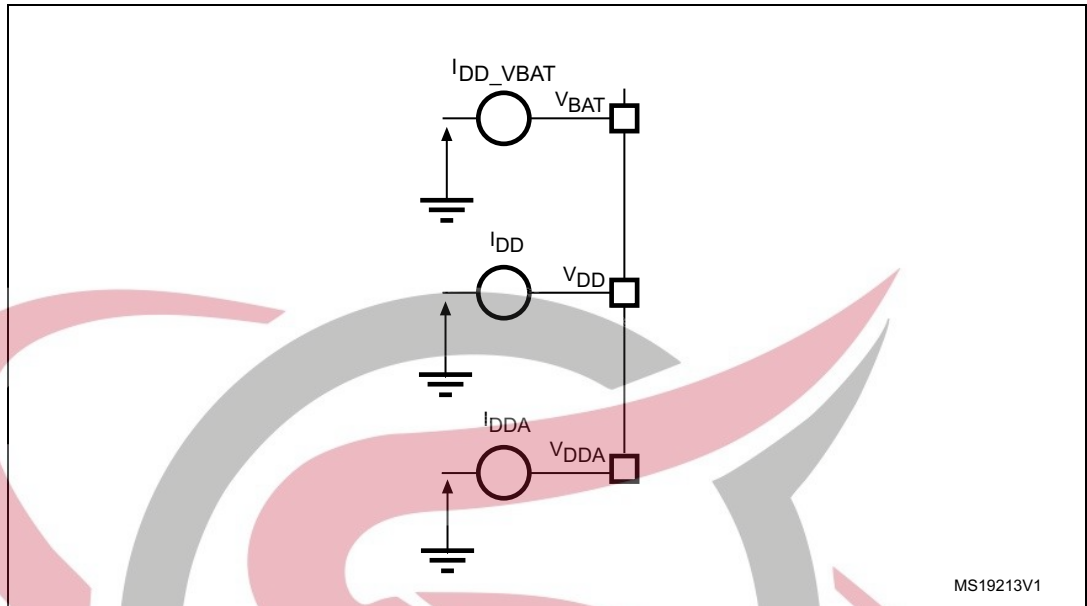 IDD_VBAT
VBAT
IDD
VDD
IDDA
VDDA
MS19213V1